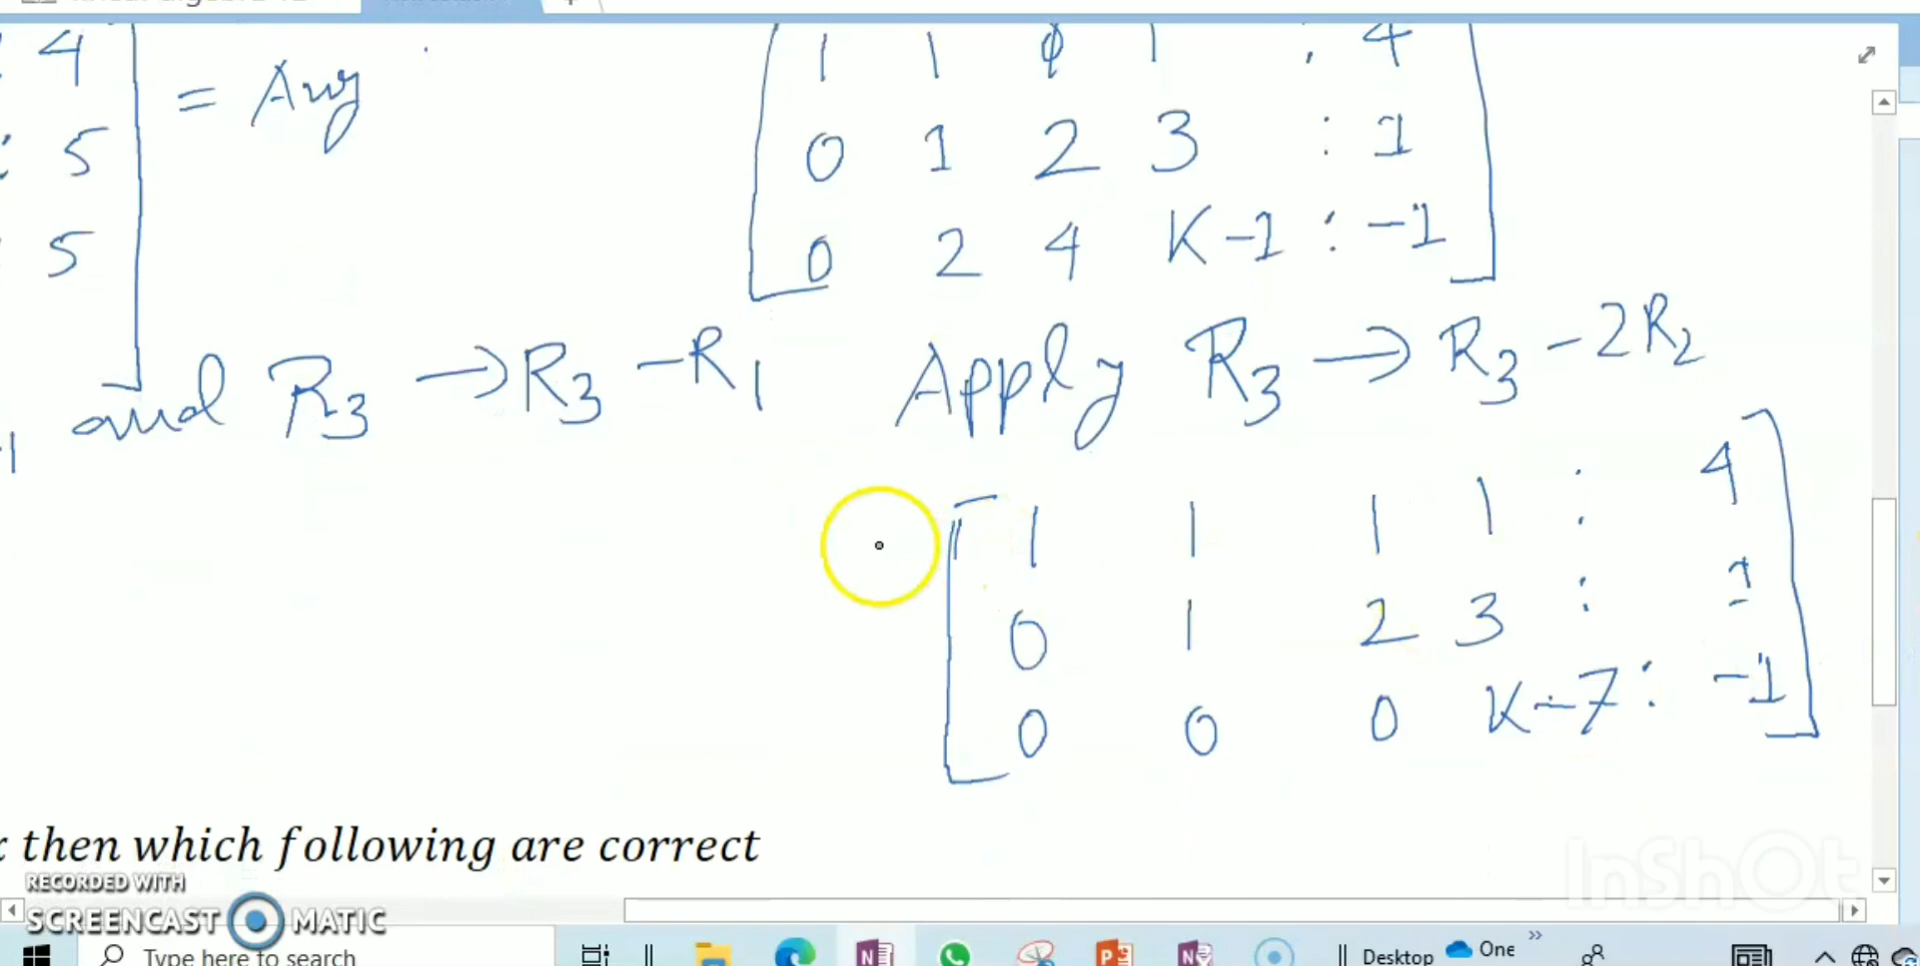 4
= Aug
5
5
1 1 1 : 4
0 1 2 3 : 1
0 2 4 K-1 : -1
and R3 → R3 - R1
Apply R3 → R3 - 2R2
1 1 1 1 : 4
0 1 2 3 : 1
0 0 0 K-7 : -1
then which following are correct
RECORDED WITH
SCREENCAST MATIC
InShOt
Type here to search
Desktop
One